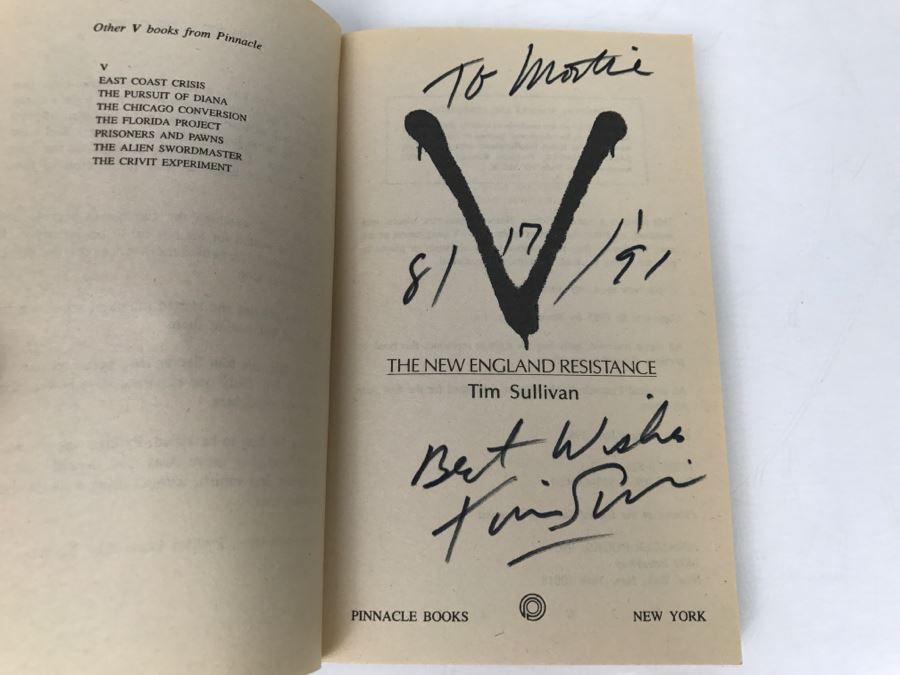 Other V books from Pinnacle
V
EAST COAST CRISIS
THE PURSUIT OF DIANA
THE CHICAGO CONVERSION
THE FLORIDA PROJECT
PRISONERS AND PAWNS
THE ALIEN SWORDMASTER
THE CRIVIT EXPERIMENT
To Mortie
V
8/17/'91
THE NEW ENGLAND RESISTANCE
Tim Sullivan
Best Wishes
PINNACLE BOOKS NEW YORK